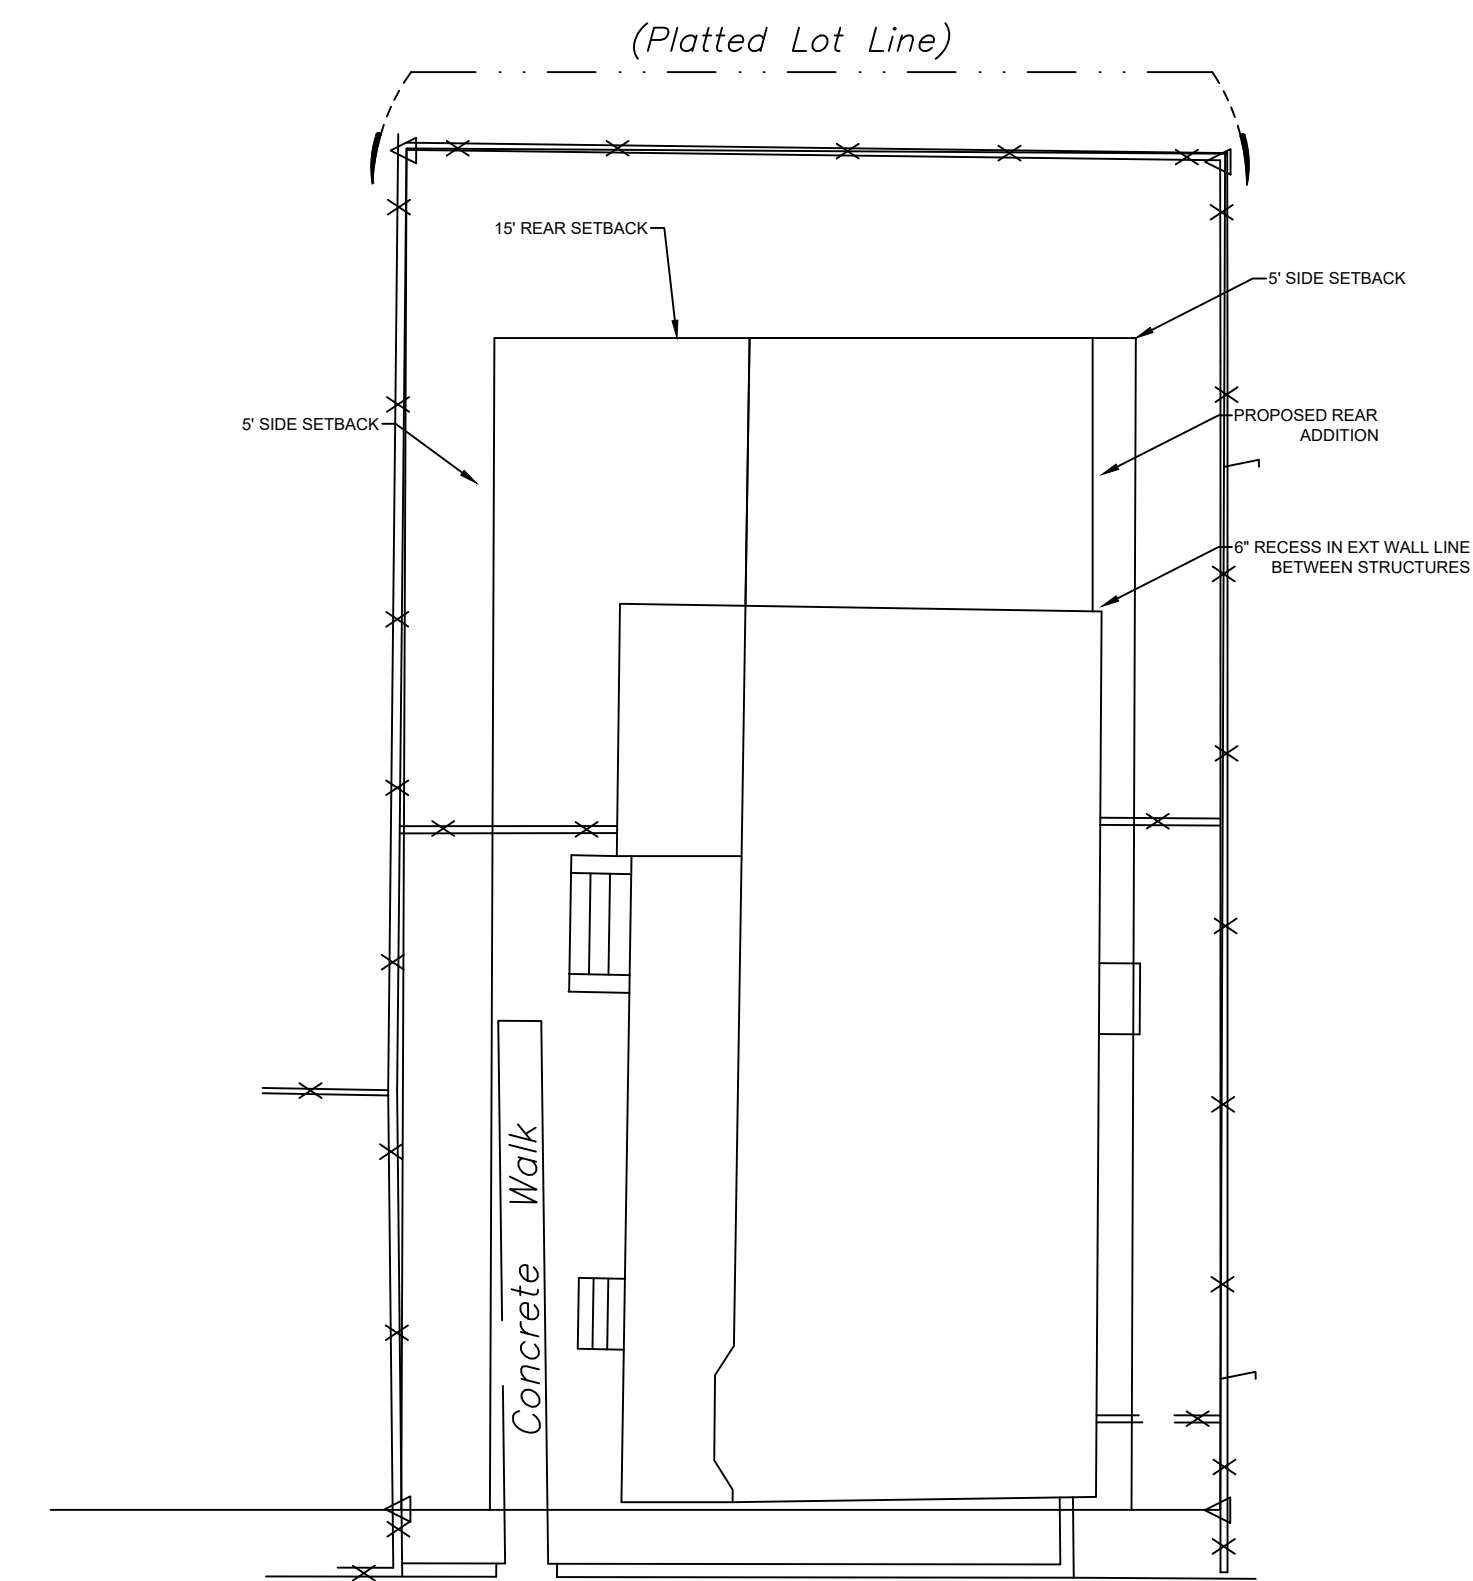 (Platted Lot Line)
15' REAR SETBACK
5' SIDE SETBACK
5' SIDE SETBACK
PROPOSED REAR
ADDITION
6" RECESS IN EXT WALL LINE
BETWEEN STRUCTURES
Concrete Walk